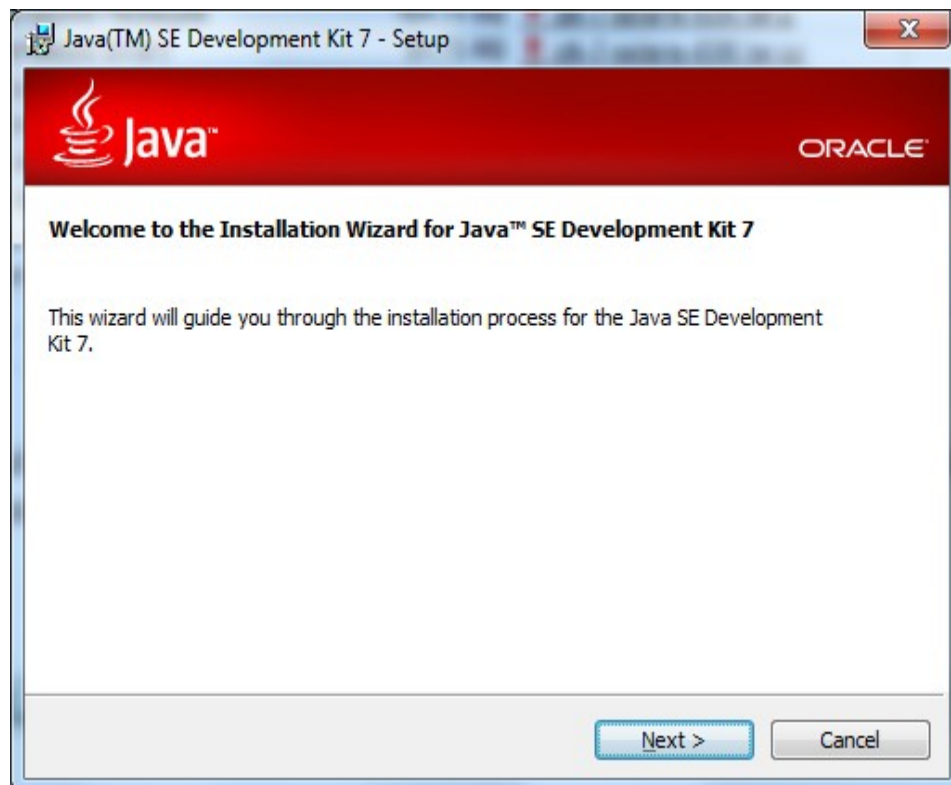 Java(TM) SE Development Kit 7 - Setup
Java™
ORACLE®
Welcome to the Installation Wizard for Java™ SE Development Kit 7
This wizard will guide you through the installation process for the Java SE Development
Kit 7.
Next >
Cancel